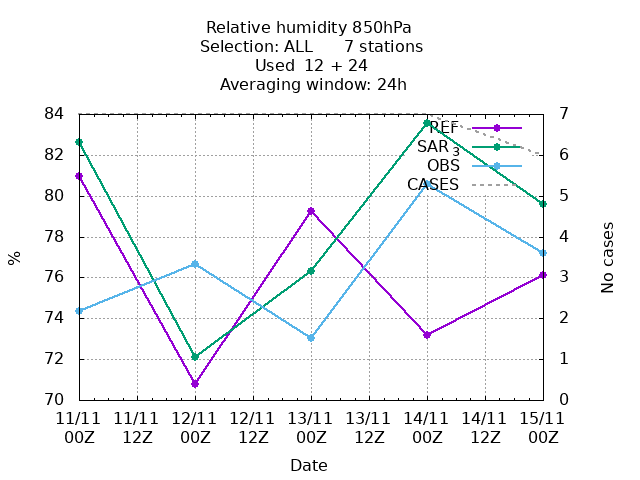 Relative humidity 850hPa
Selection: ALL 7 stations
Used 12 + 24
Averaging window: 24h
84 7
REF
82 6
SAR 3
OBS
80 5
CASES
78 4
76 3
74 2
72 1
70 0
%
No cases
11/11 11/11 12/11 12/11 13/11 13/11 14/11 14/11 15/11
00Z 12Z 00Z 12Z 00Z 12Z 00Z 12Z 00Z
Date